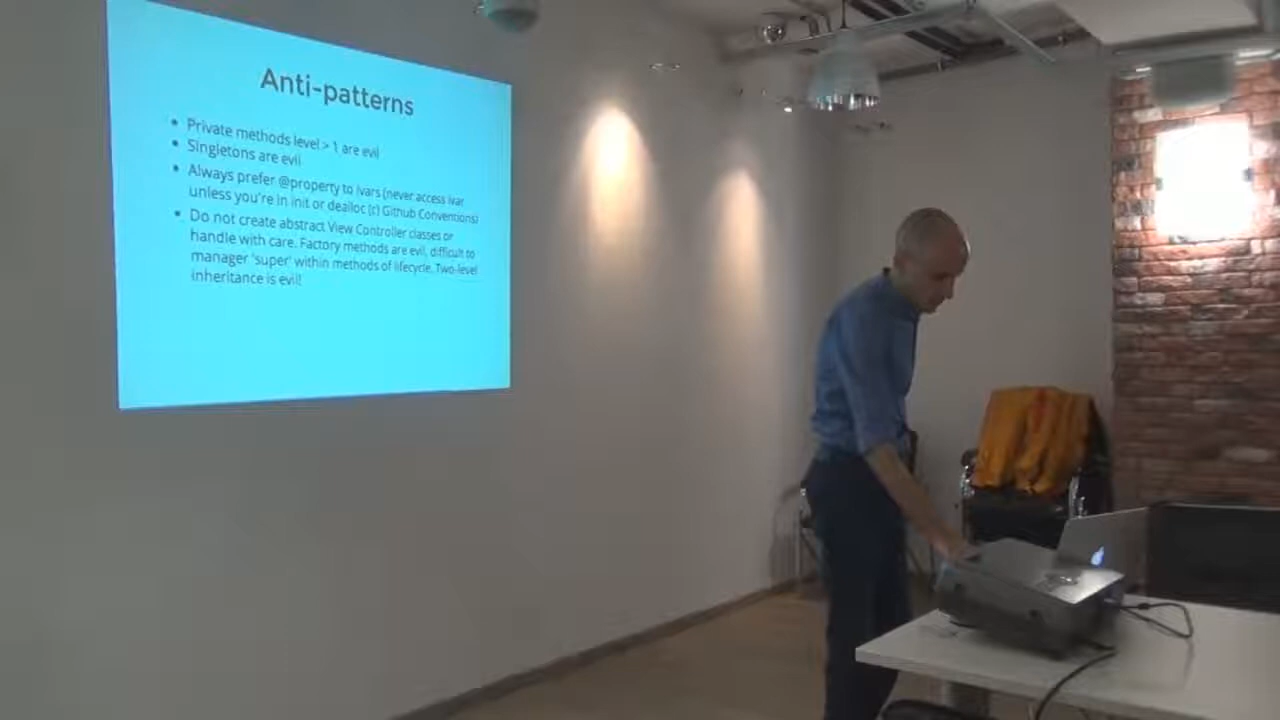 Anti-patterns
• Private methods level > 1 are evil
• Singletons are evil
• Always prefer @property to ivars (never access ivar
unless you're in init or dealloc (c) Github Conventions)
• Do not create abstract View Controller classes or
handle with care. Factory methods are evil, difficult to
manager 'super' within methods of lifecycle. Two-level
inheritance is evil!